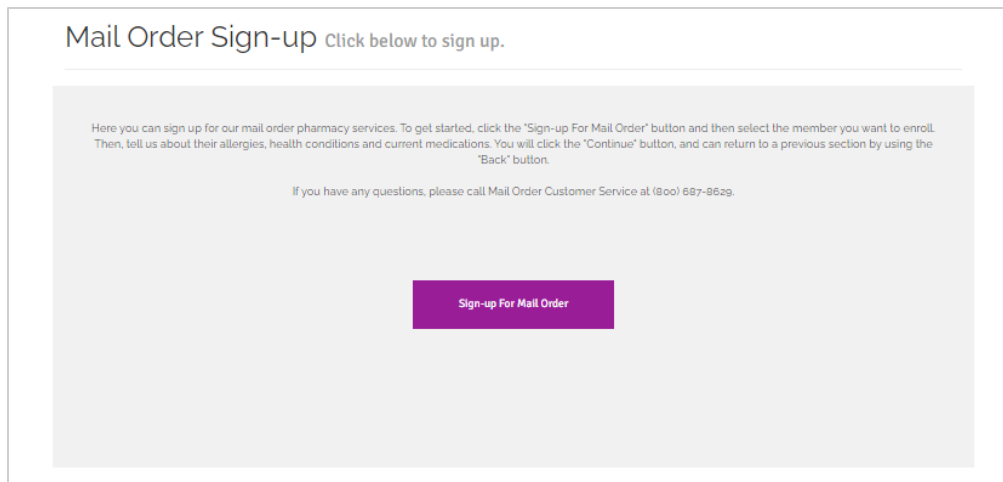 Mail Order Sign-up Click below to sign up.
Here you can sign up for our mail order pharmacy services. To get started, click the "Sign-up For Mail Order" button and then select the member you want to enroll.
Then, tell us about their allergies, health conditions and current medications. You will click the "Continue" button, and can return to a previous section by using the
"Back" button.
If you have any questions, please call Mail Order Customer Service at (800) 687-8629.
Sign-up For Mail Order